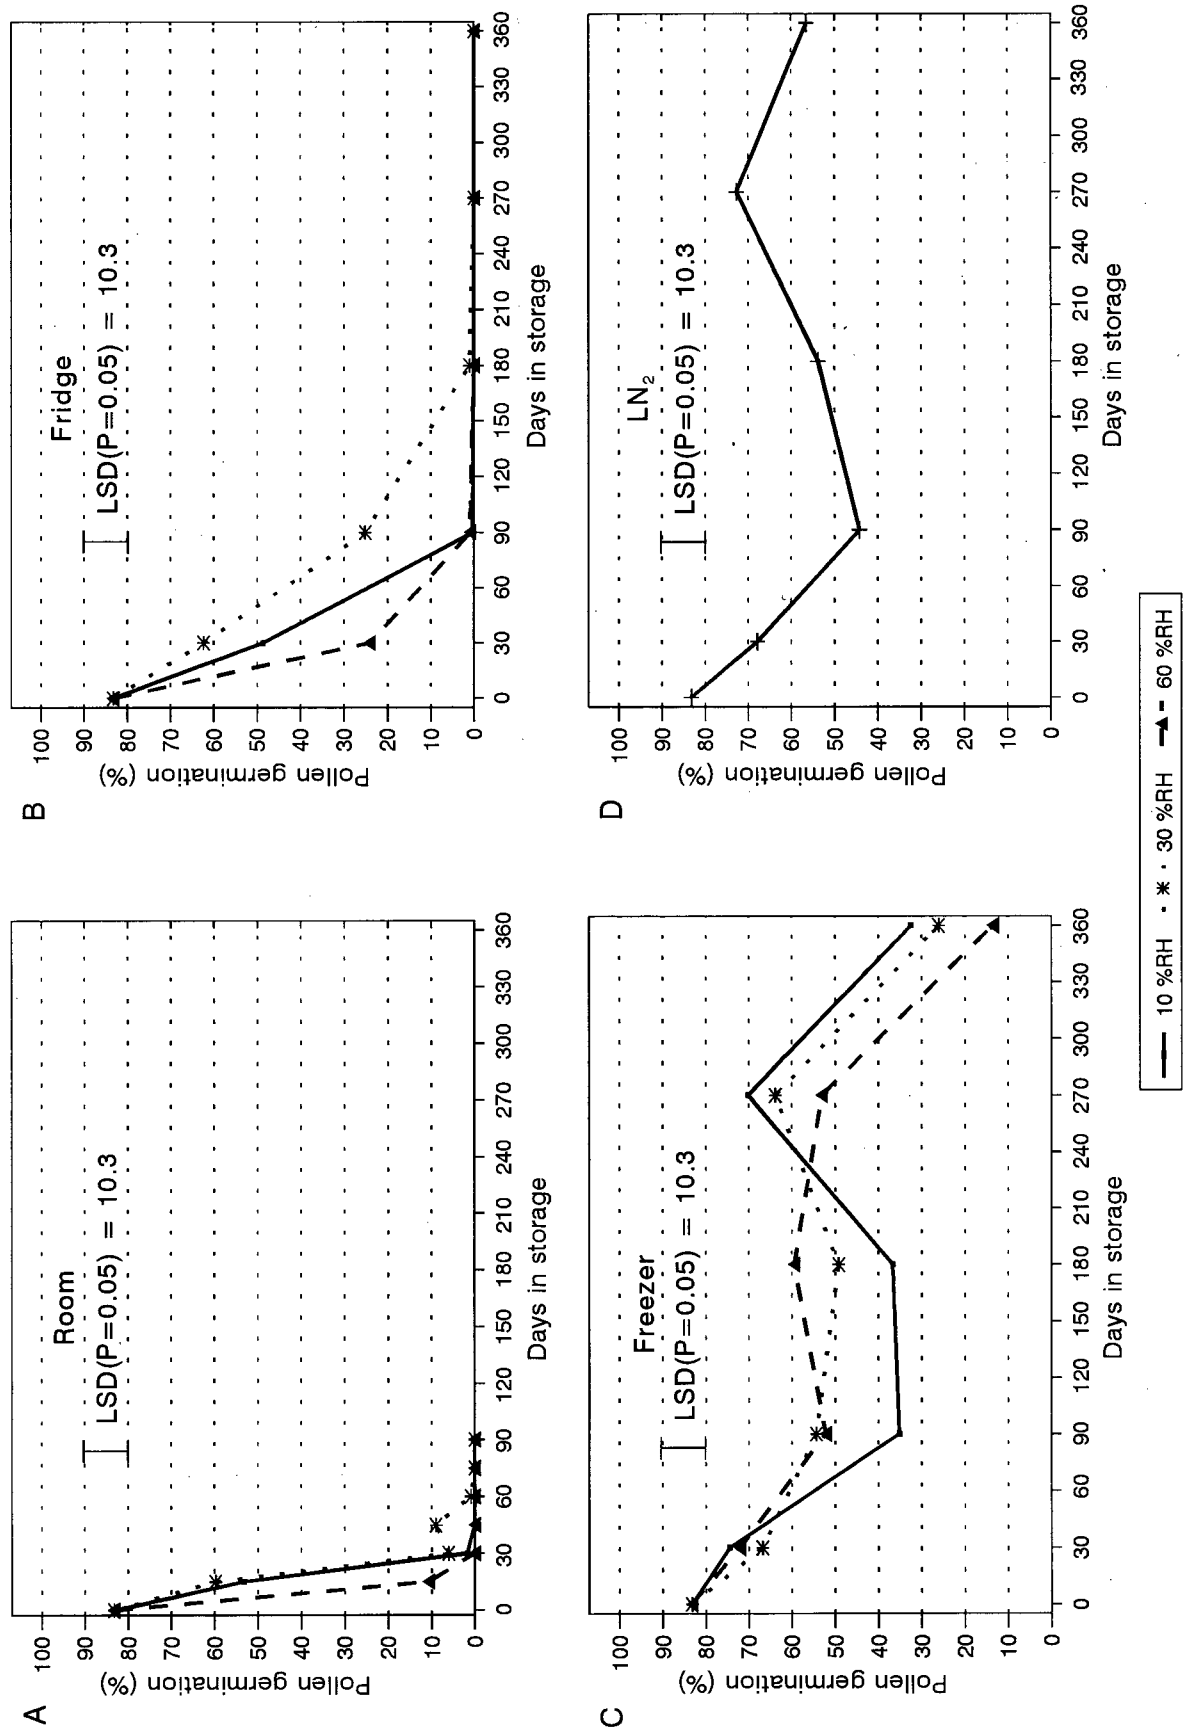 A
Room
LSD(P=0.05) = 10.3
Pollen germination (%)
100
90
80
70
60
50
40
30
20
10
0
0 30 60 90 120 150 180 210 240 270 300 330 360
Days in storage
B
Fridge
LSD(P=0.05) = 10.3
Pollen germination (%)
100
90
80
70
60
50
40
30
20
10
0
0 30 60 90 120 150 180 210 240 270 300 330 360
Days in storage
C
Freezer
LSD(P=0.05) = 10.3
Pollen germination (%)
100
90
80
70
60
50
40
30
20
10
0
0 30 60 90 120 150 180 210 240 270 300 330 360
Days in storage
D
LN₂
LSD(P=0.05) = 10.3
Pollen germination (%)
100
90
80
70
60
50
40
30
20
10
0
0 30 60 90 120 150 180 210 240 270 300 330 360
Days in storage
10 %RH 30 %RH 60 %RH